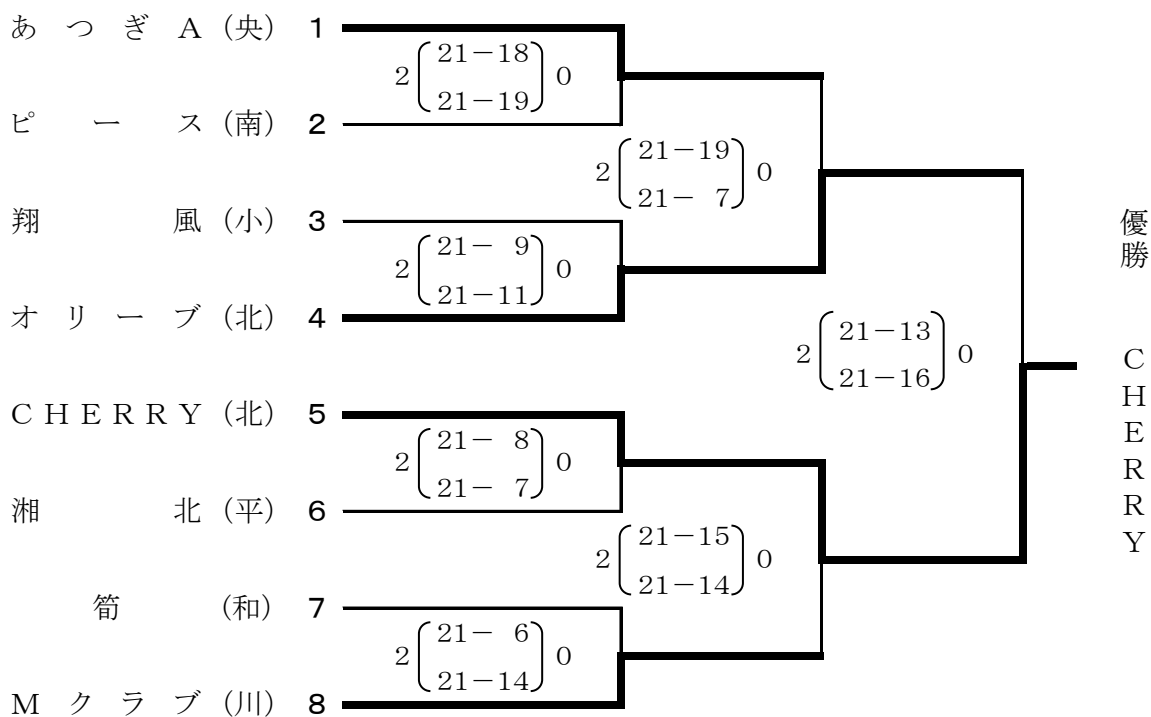 あつぎA（央） 1
21－18
2 0
21－19
ピース（南） 2
21－19
2 0
21－ 7
翔風（小） 3
21－ 9
2 0
21－11
オリーブ（北） 4
21－13
2 0
21－16
CHERRY（北） 5
21－ 8
2 0
21－ 7
湘北（平） 6
21－15
2 0
21－14
筍（和） 7
21－ 6
2 0
21－14
Mクラブ（川） 8
優勝 CHERRY